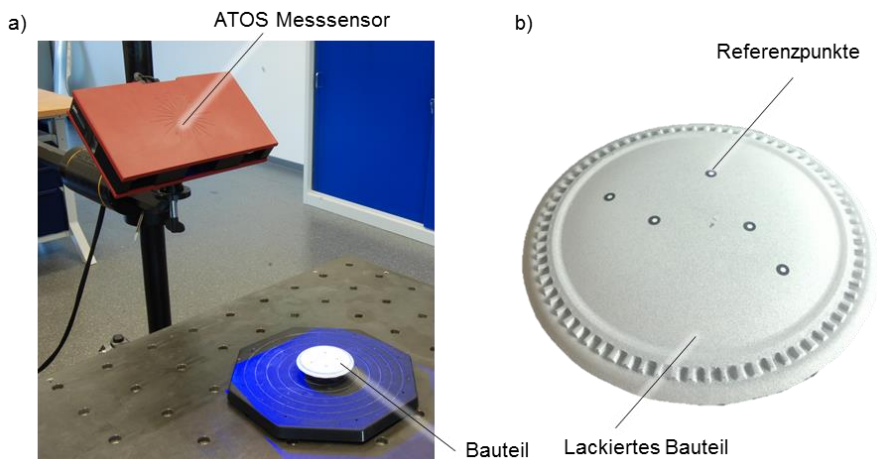 a)
ATOS Messsensor
b)
Referenzpunkte
Bauteil
Lackiertes Bauteil